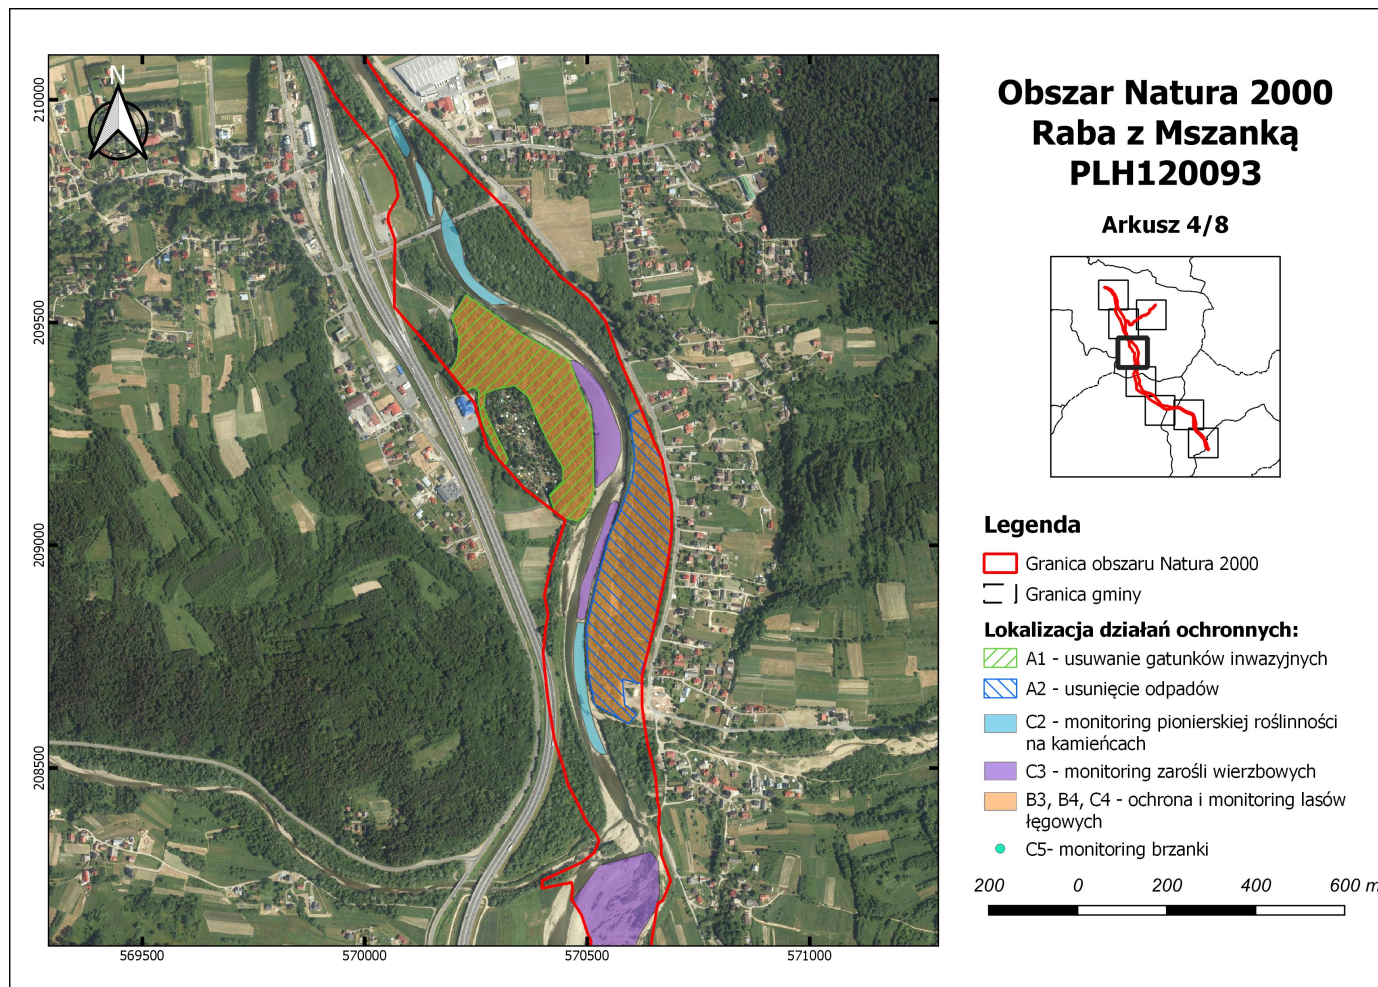 N
210000
209500
209000
208500
569500
570000
570500
571000
Obszar Natura 2000
Raba z Mszanką
PLH120093
Arkusz 4/8
Legenda
Granica obszaru Natura 2000
Granica gminy
Lokalizacja działań ochronnych:
A1 - usuwanie gatunków inwazyjnych
A2 - usunięcie odpadów
C2 - monitoring pionierskiej roślinności
na kamieńcach
C3 - monitoring zarośli wierzbowych
B3, B4, C4 - ochrona i monitoring lasów
łęgowych
C5- monitoring brzanki
200 0 200 400 600 m